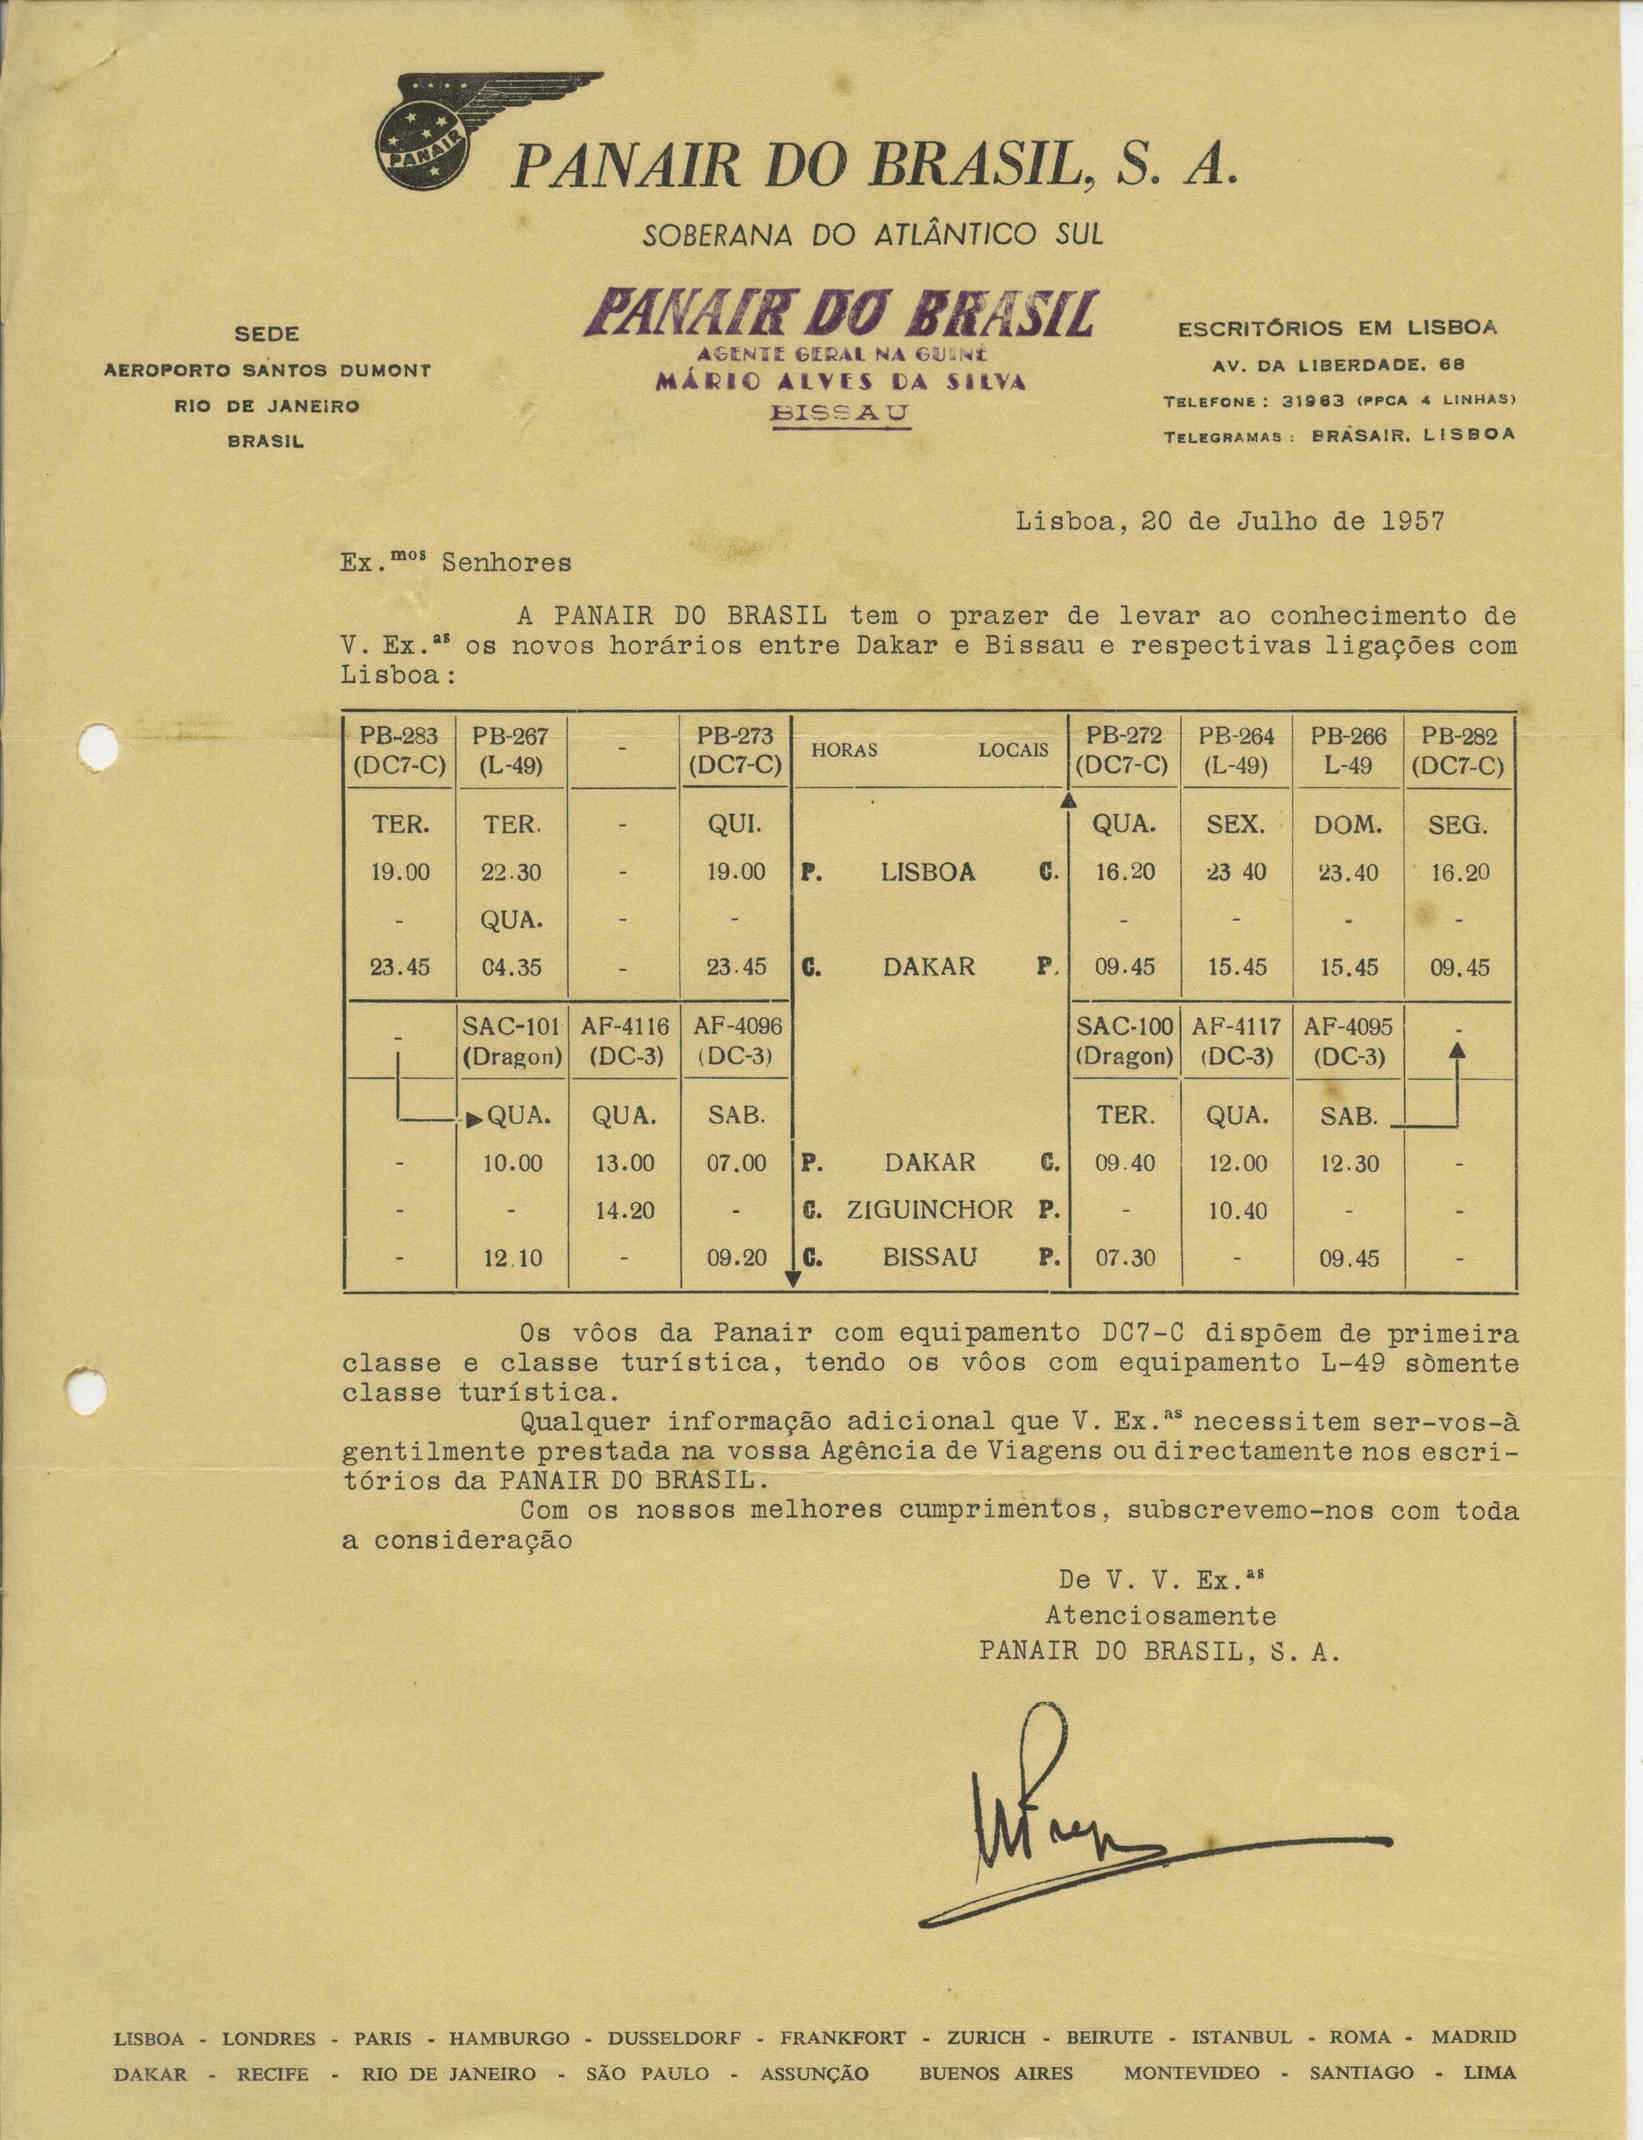 PANAIR
PANAIR DO BRASIL, S. A.
SOBERANA DO ATLÂNTICO SUL
PANAIR DO BRASIL
AGENTE GERAL NA GUINÉ
MÁRIO ALVES DA SILVA
BISSAU
SEDE
AEROPORTO SANTOS DUMONT
RIO DE JANEIRO
BRASIL
ESCRITÓRIOS EM LISBOA
AV. DA LIBERDADE, 68
TELEFONE: 31963 (PPCA 4 LINHAS)
TELEGRAMAS: BRASAIR. LISBOA
Lisboa, 20 de Julho de 1957
Ex.mos Senhores
A PANAIR DO BRASIL tem o prazer de levar ao conhecimento de
V. Ex.as os novos horários entre Dakar e Bissau e respectivas ligações com
Lisboa:
PB-283 PB-267 - PB-273 HORAS LOCAIS PB-272 PB-264 PB-266 PB-282
(DC7-C) (L-49) (DC7-C) (DC7-C) (L-49) L-49 (DC7-C)
TER. TER. - QUI. QUA. SEX. DOM. SEG.
19.00 22.30 - 19.00 P. LISBOA C. 16.20 23 40 23.40 16.20
- QUA. - - - - - -
23.45 04.35 - 23.45 C. DAKAR P. 09.45 15.45 15.45 09.45
- SAC-101 AF-4116 AF-4096 SAC-100 AF-4117 AF-4095 -
(Dragon) (DC-3) (DC-3) (Dragon) (DC-3) (DC-3)
QUA. QUA. SAB. TER. QUA. SAB.
- 10.00 13.00 07.00 P. DAKAR C. 09.40 12.00 12.30 -
- - 14.20 - C. ZIGUINCHOR P. - 10.40 - -
- 12.10 - 09.20 C. BISSAU P. 07.30 - 09.45 -
Os vôos da Panair com equipamento DC7-C dispõem de primeira
classe e classe turística, tendo os vôos com equipamento L-49 sòmente
classe turística.
Qualquer informação adicional que V. Ex.as necessitem ser-vos-à
gentilmente prestada na vossa Agência de Viagens ou directamente nos escri-
tórios da PANAIR DO BRASIL.
Com os nossos melhores cumprimentos, subscrevemo-nos com toda
a consideração
De V. V. Ex.as
Atenciosamente
PANAIR DO BRASIL, S. A.
LISBOA - LONDRES - PARIS - HAMBURGO - DUSSELDORF - FRANKFORT - ZURICH - BEIRUTE - ISTANBUL - ROMA - MADRID
DAKAR - RECIFE - RIO DE JANEIRO - SÃO PAULO - ASSUNÇÃO BUENOS AIRES MONTEVIDEO - SANTIAGO - LIMA